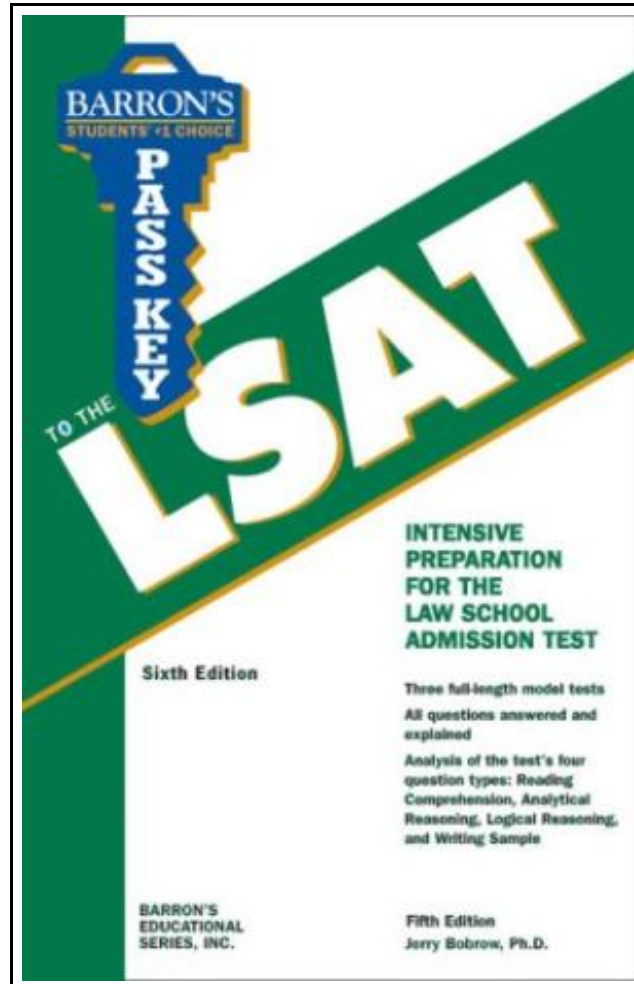 BARRON'S
STUDENTS' #1 CHOICE
PASS KEY
TO THE
LSAT
INTENSIVE
PREPARATION
FOR THE
LAW SCHOOL
ADMISSION TEST
Sixth Edition
Three full-length model tests
All questions answered and
explained
Analysis of the test's four
question types: Reading
Comprehension, Analytical
Reasoning, Logical Reasoning,
and Writing Sample
BARRON'S
EDUCATIONAL
SERIES, INC.
Fifth Edition
Jerry Bobrow, Ph.D.